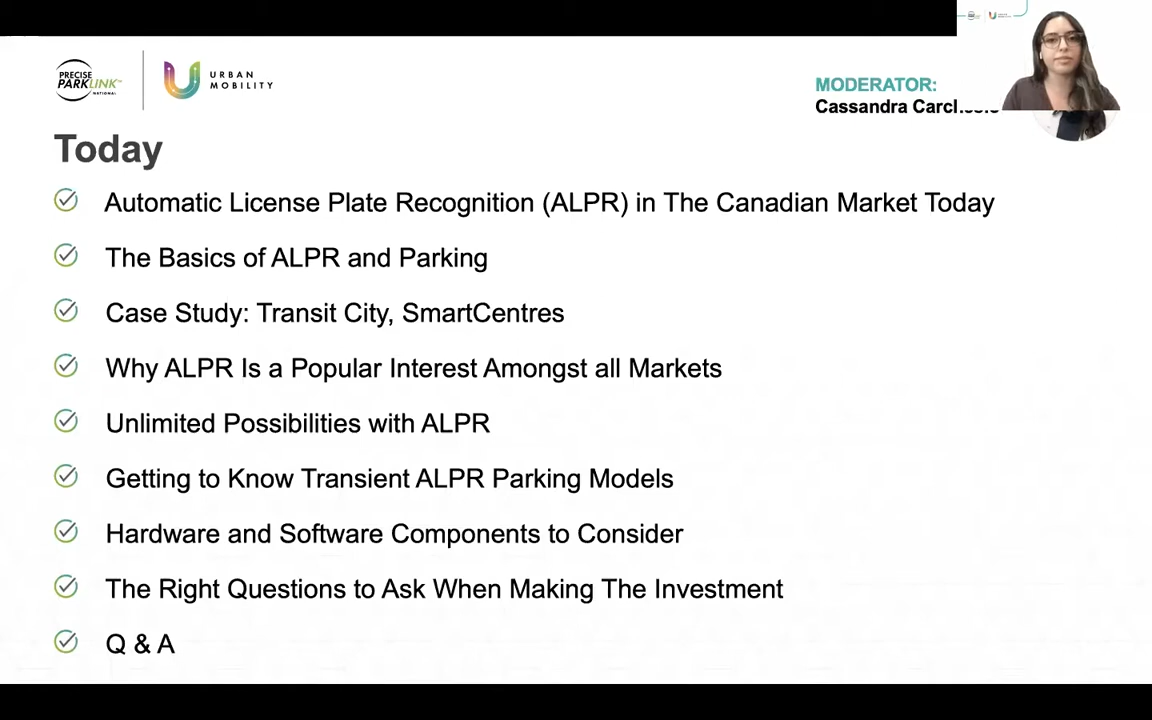 PRECISE
PARKLINK™
NATIONAL
URBAN
MOBILITY
MODERATOR:
Cassandra
Today
Automatic License Plate Recognition (ALPR) in The Canadian Market Today
The Basics of ALPR and Parking
Case Study: Transit City, SmartCentres
Why ALPR Is a Popular Interest Amongst all Markets
Unlimited Possibilities with ALPR
Getting to Know Transient ALPR Parking Models
Hardware and Software Components to Consider
The Right Questions to Ask When Making The Investment
Q & A